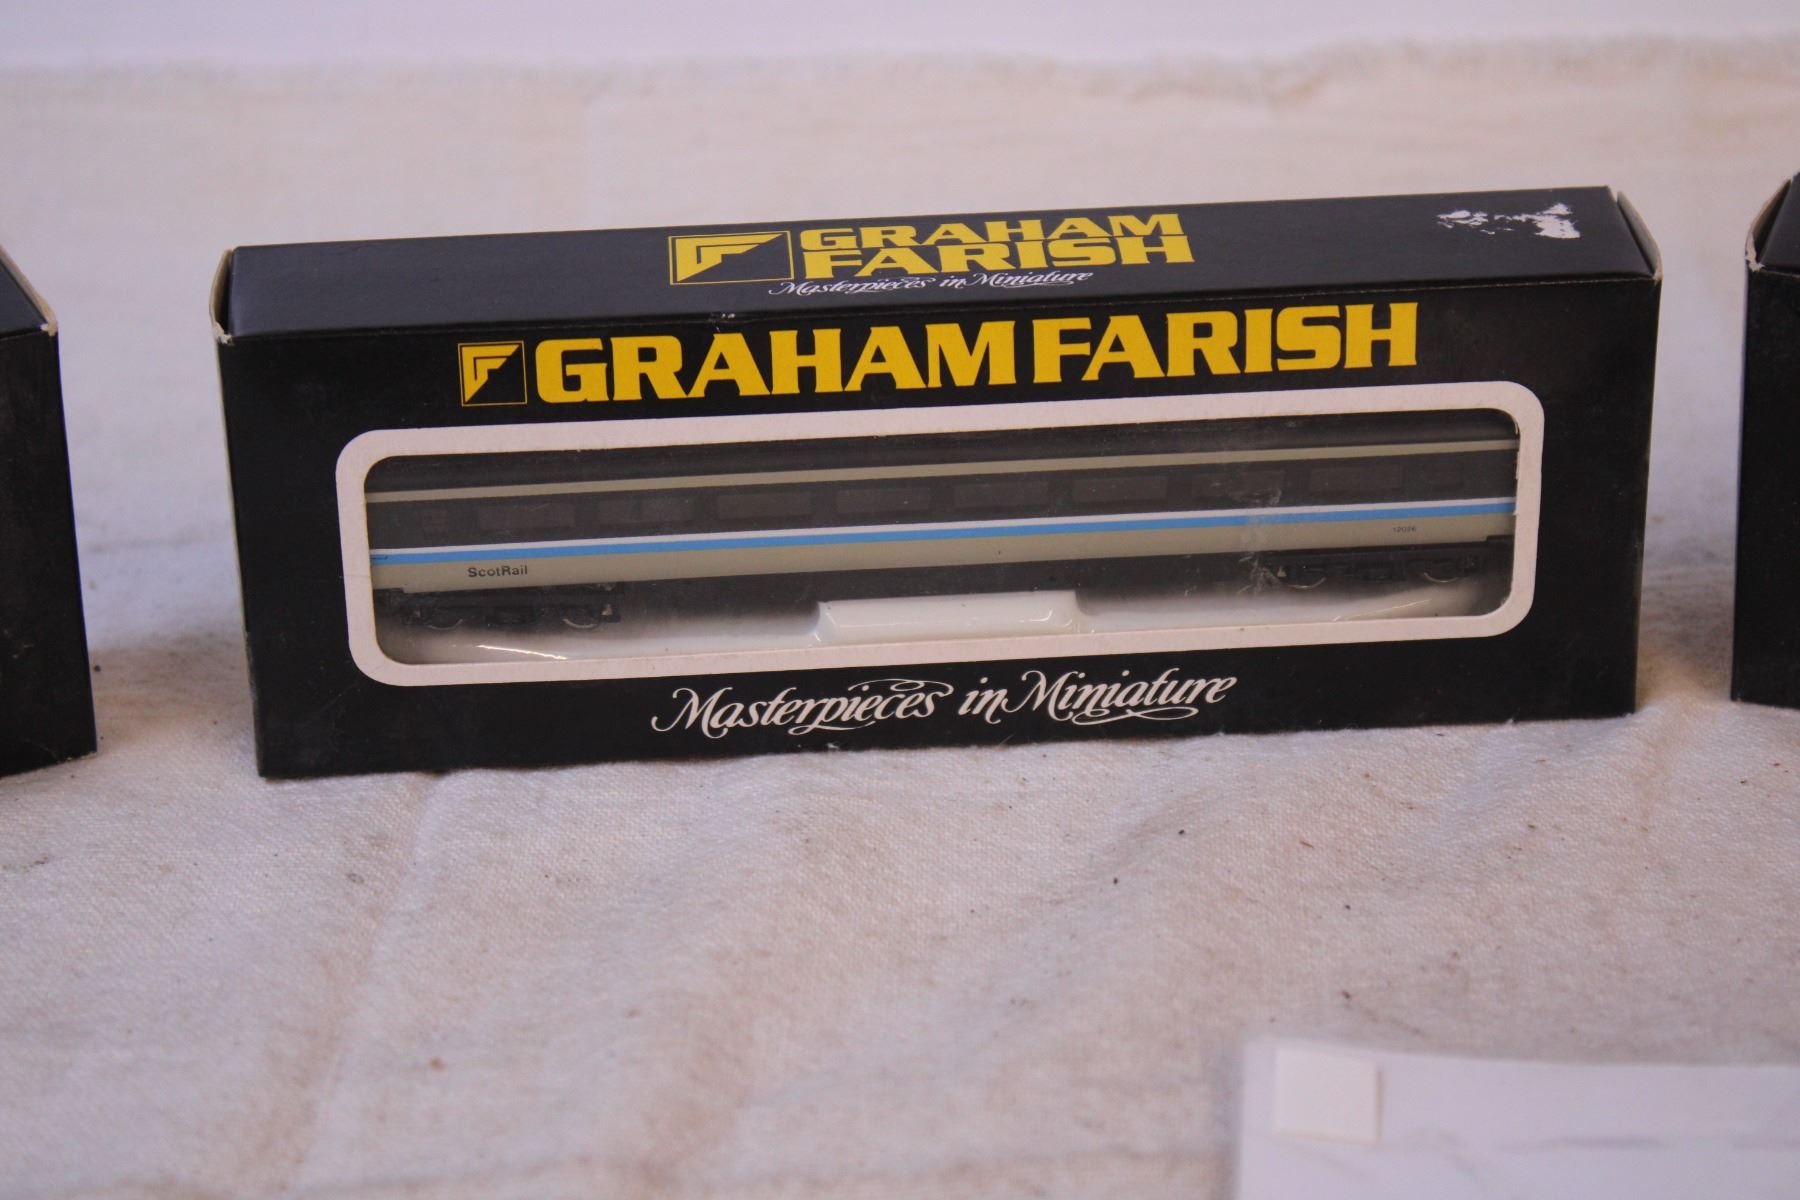 GRAHAM
FARISH
Masterpieces in Miniature
GRAHAM FARISH
ScotRail
12026
Masterpieces in Miniature